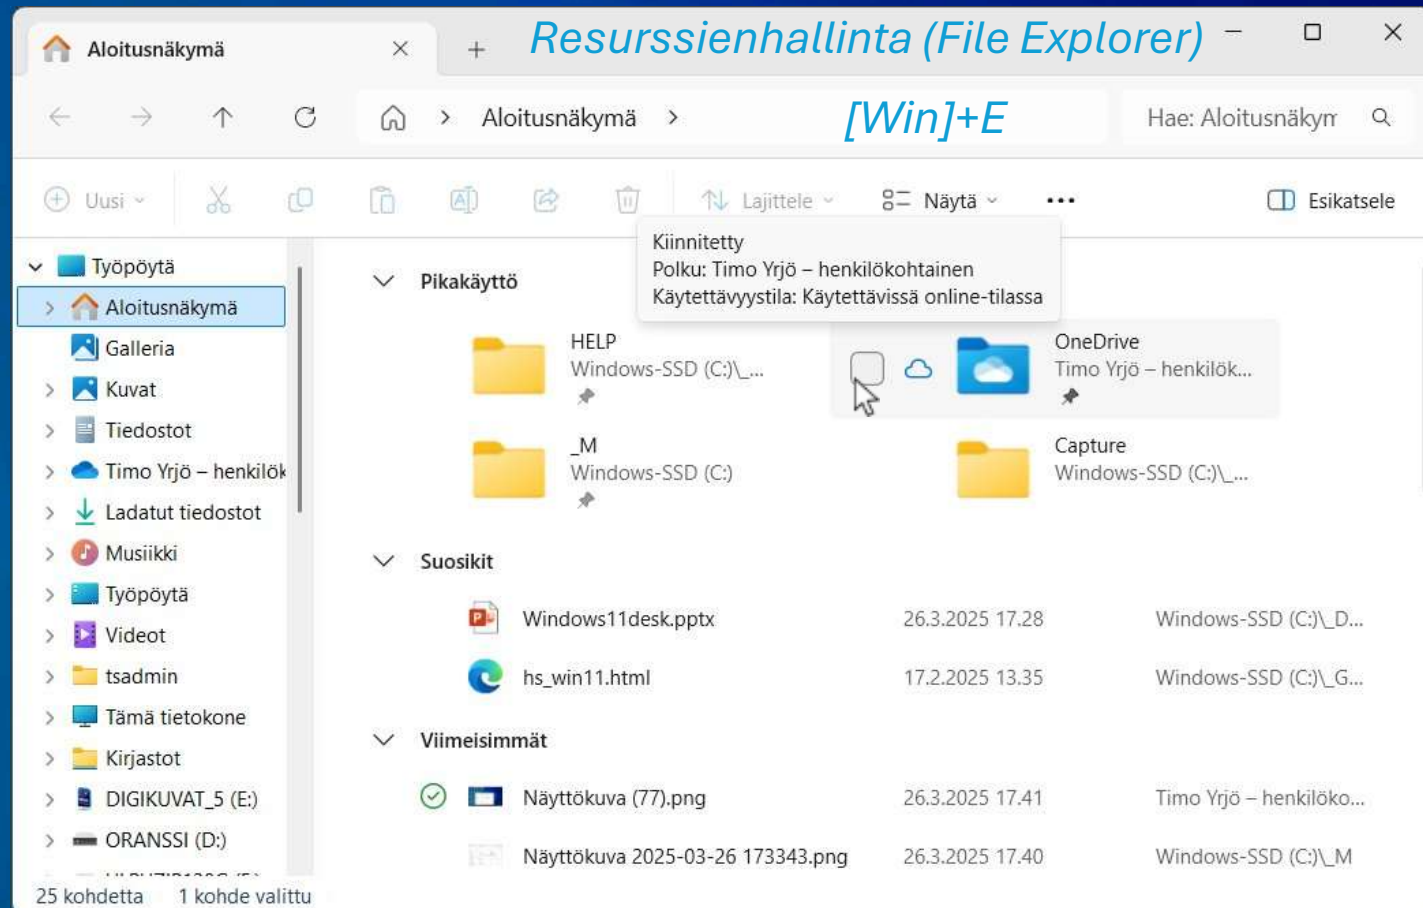 Aloitusnäkymä
Resurssienhallinta (File Explorer)
Aloitusnäkymä
[Win]+E
Hae: Aloitusnäkym
Uusi
Lajittele
Näytä
Esikatsele
Kiinnitetty
Polku: Timo Yrjö – henkilökohtainen
Käytettävyystila: Käytettävissä online-tilassa
Työpöytä
Aloitusnäkymä
Galleria
Kuvat
Tiedostot
Timo Yrjö – henkilök
Ladatut tiedostot
Musiikki
Työpöytä
Videot
tsadmin
Tämä tietokone
Kirjastot
DIGIKUVAT_5 (E:)
ORANSSI (D:)
Pikakäyttö
HELP
Windows-SSD (C:)\_...
OneDrive
Timo Yrjö – henkilök...
_M
Windows-SSD (C:)
Capture
Windows-SSD (C:)\_...
Suosikit
Windows11desk.pptx 26.3.2025 17.28 Windows-SSD (C:)\_D...
hs_win11.html 17.2.2025 13.35 Windows-SSD (C:)\_G...
Viimeisimmät
Näyttökuva (77).png 26.3.2025 17.41 Timo Yrjö – henkilöko...
Näyttökuva 2025-03-26 173343.png 26.3.2025 17.40 Windows-SSD (C:)\_M
25 kohdetta 1 kohde valittu